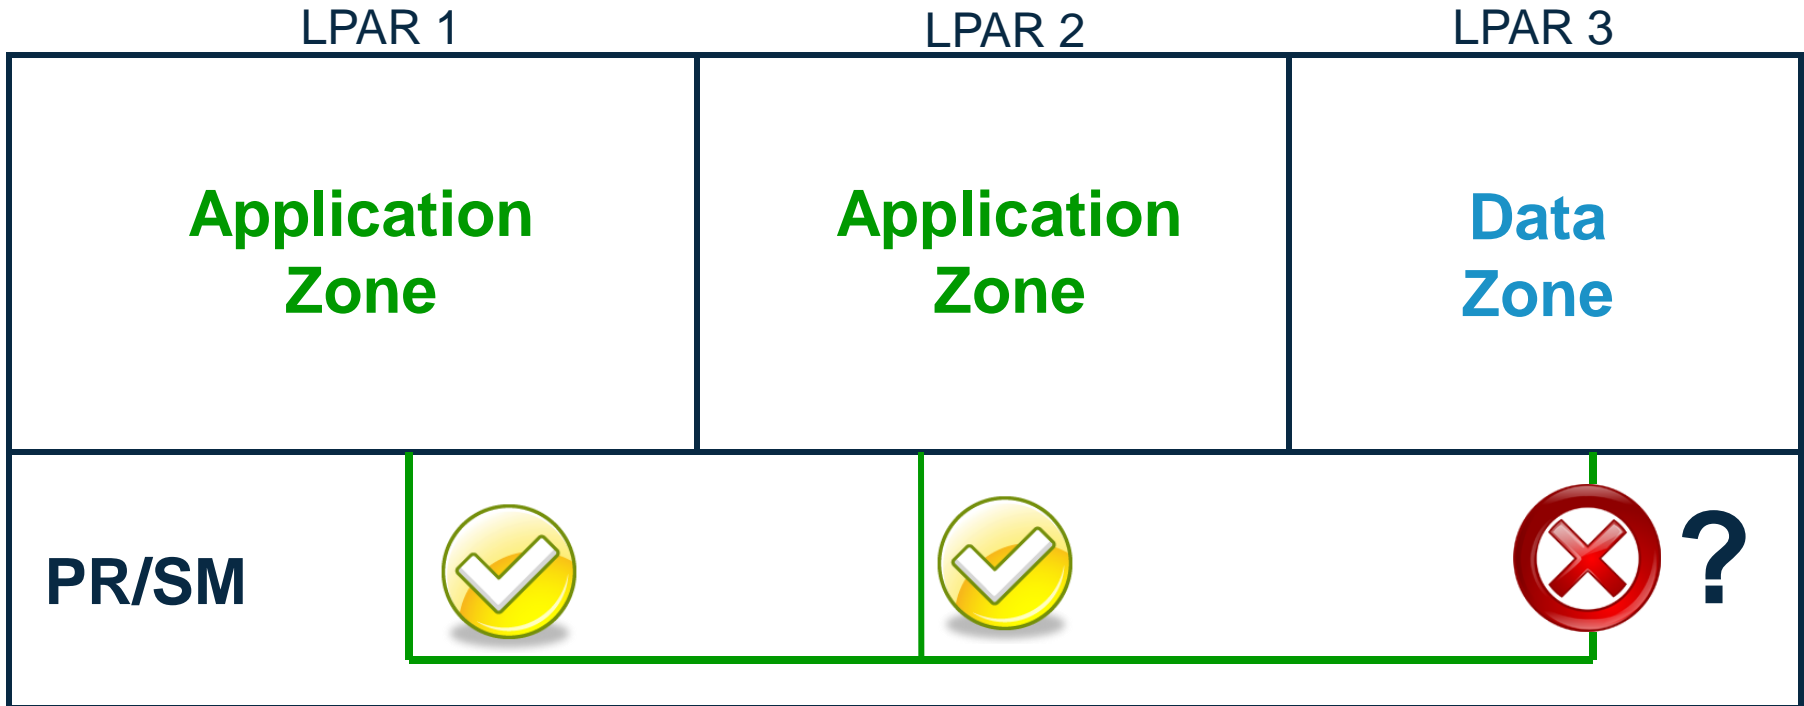 LPAR 1
LPAR 2
LPAR 3
Application
Zone
Application
Zone
Data
Zone
PR/SM
?